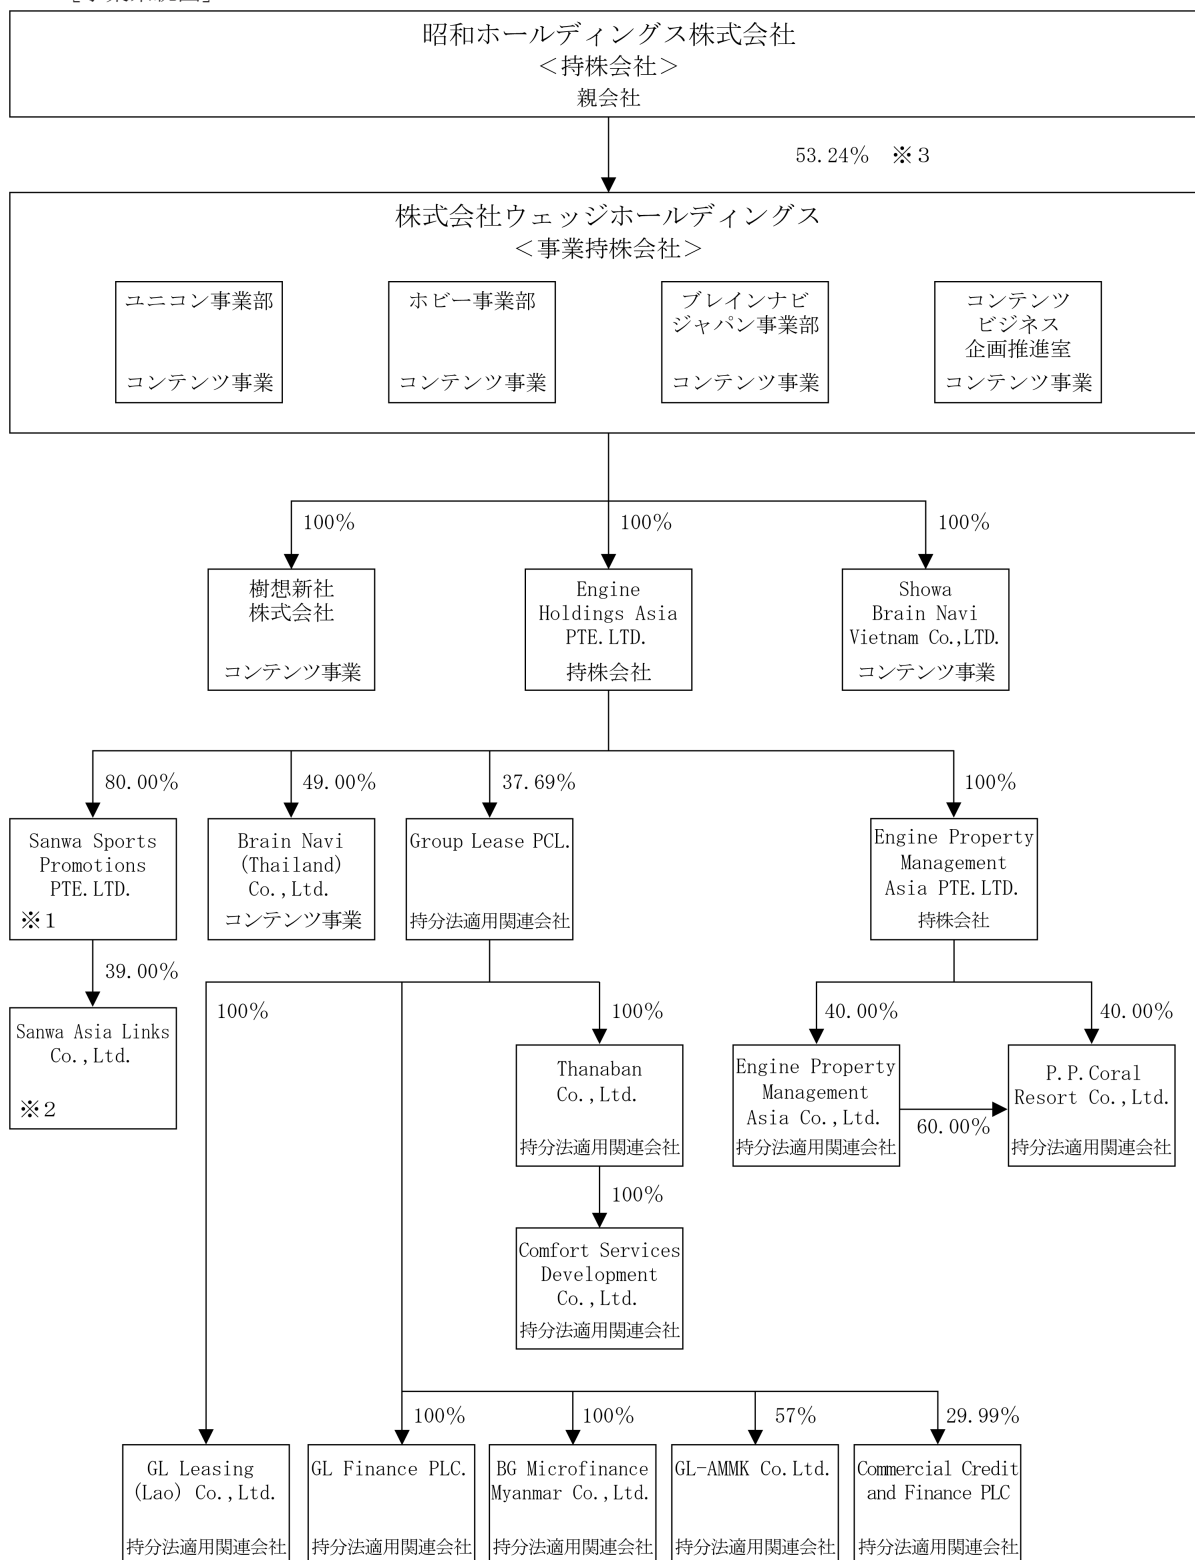 [事業系統図]
昭和ホールディングス株式会社
＜持株会社＞
親会社
53.24% ※3
株式会社ウェッジホールディングス
＜事業持株会社＞
ユニコン事業部
コンテンツ事業
ホビー事業部
コンテンツ事業
ブレインナビ
ジャパン事業部
コンテンツ事業
コンテンツ
ビジネス
企画推進室
コンテンツ事業
100%
100%
100%
樹想新社
株式会社
コンテンツ事業
Engine
Holdings Asia
PTE.LTD.
持株会社
Showa
Brain Navi
Vietnam Co.,LTD.
コンテンツ事業
80.00%
49.00%
37.69%
100%
Sanwa Sports
Promotions
PTE.LTD.
※1
Brain Navi
(Thailand)
Co.,Ltd.
コンテンツ事業
Group Lease PCL.
持分法適用関連会社
Engine Property
Management
Asia PTE.LTD.
持株会社
39.00%
100%
100%
40.00%
40.00%
Sanwa Asia Links
Co.,Ltd.
※2
Thanaban
Co.,Ltd.
持分法適用関連会社
Engine Property
Management
Asia Co.,Ltd.
持分法適用関連会社
60.00%
P.P.Coral
Resort Co.,Ltd.
持分法適用関連会社
100%
Comfort Services
Development
Co.,Ltd.
持分法適用関連会社
100%
100%
57%
29.99%
GL Leasing
(Lao) Co.,Ltd.
持分法適用関連会社
GL Finance PLC.
持分法適用関連会社
BG Microfinance
Myanmar Co.,Ltd.
持分法適用関連会社
GL-AMMK Co.Ltd.
持分法適用関連会社
Commercial Credit
and Finance PLC
持分法適用関連会社